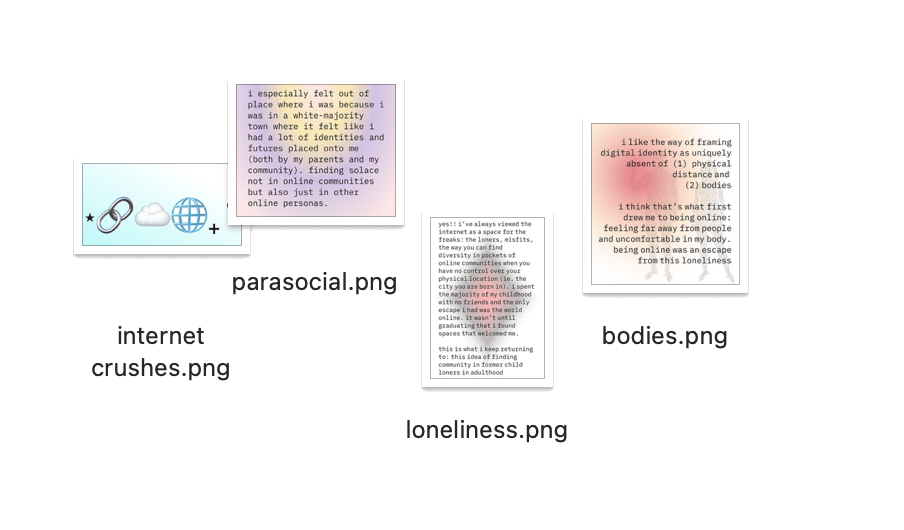 i especially felt out of
place where i was because i
was in a white-majority
town where it felt like i
had a lot of identities and
futures placed onto me
(both by my parents and my
community). finding solace
not in online communities
but also just in other
online personas.
parasocial.png
internet
crushes.png
yes!! i've always viewed the
internet as a space for the
freaks: the loners, misfits,
the way you can find
diversity in pockets of
online communities when you
have no control over your
physical location (ie. the
city you are born in). i spent
the majority of my childhood
with no friends and the only
escape i had was the world
online. it wasn't until
graduating that i found
spaces that welcomed me.
this is what i keep returning
to: this idea of finding
community in former child
loners in adulthood
loneliness.png
i like the way of framing
digital identity as uniquely
absent of (1) physical
distance and
(2) bodies
i think that's what first
drew me to being online:
feeling far away from people
and uncomfortable in my body.
being online was an escape
from this loneliness
bodies.png